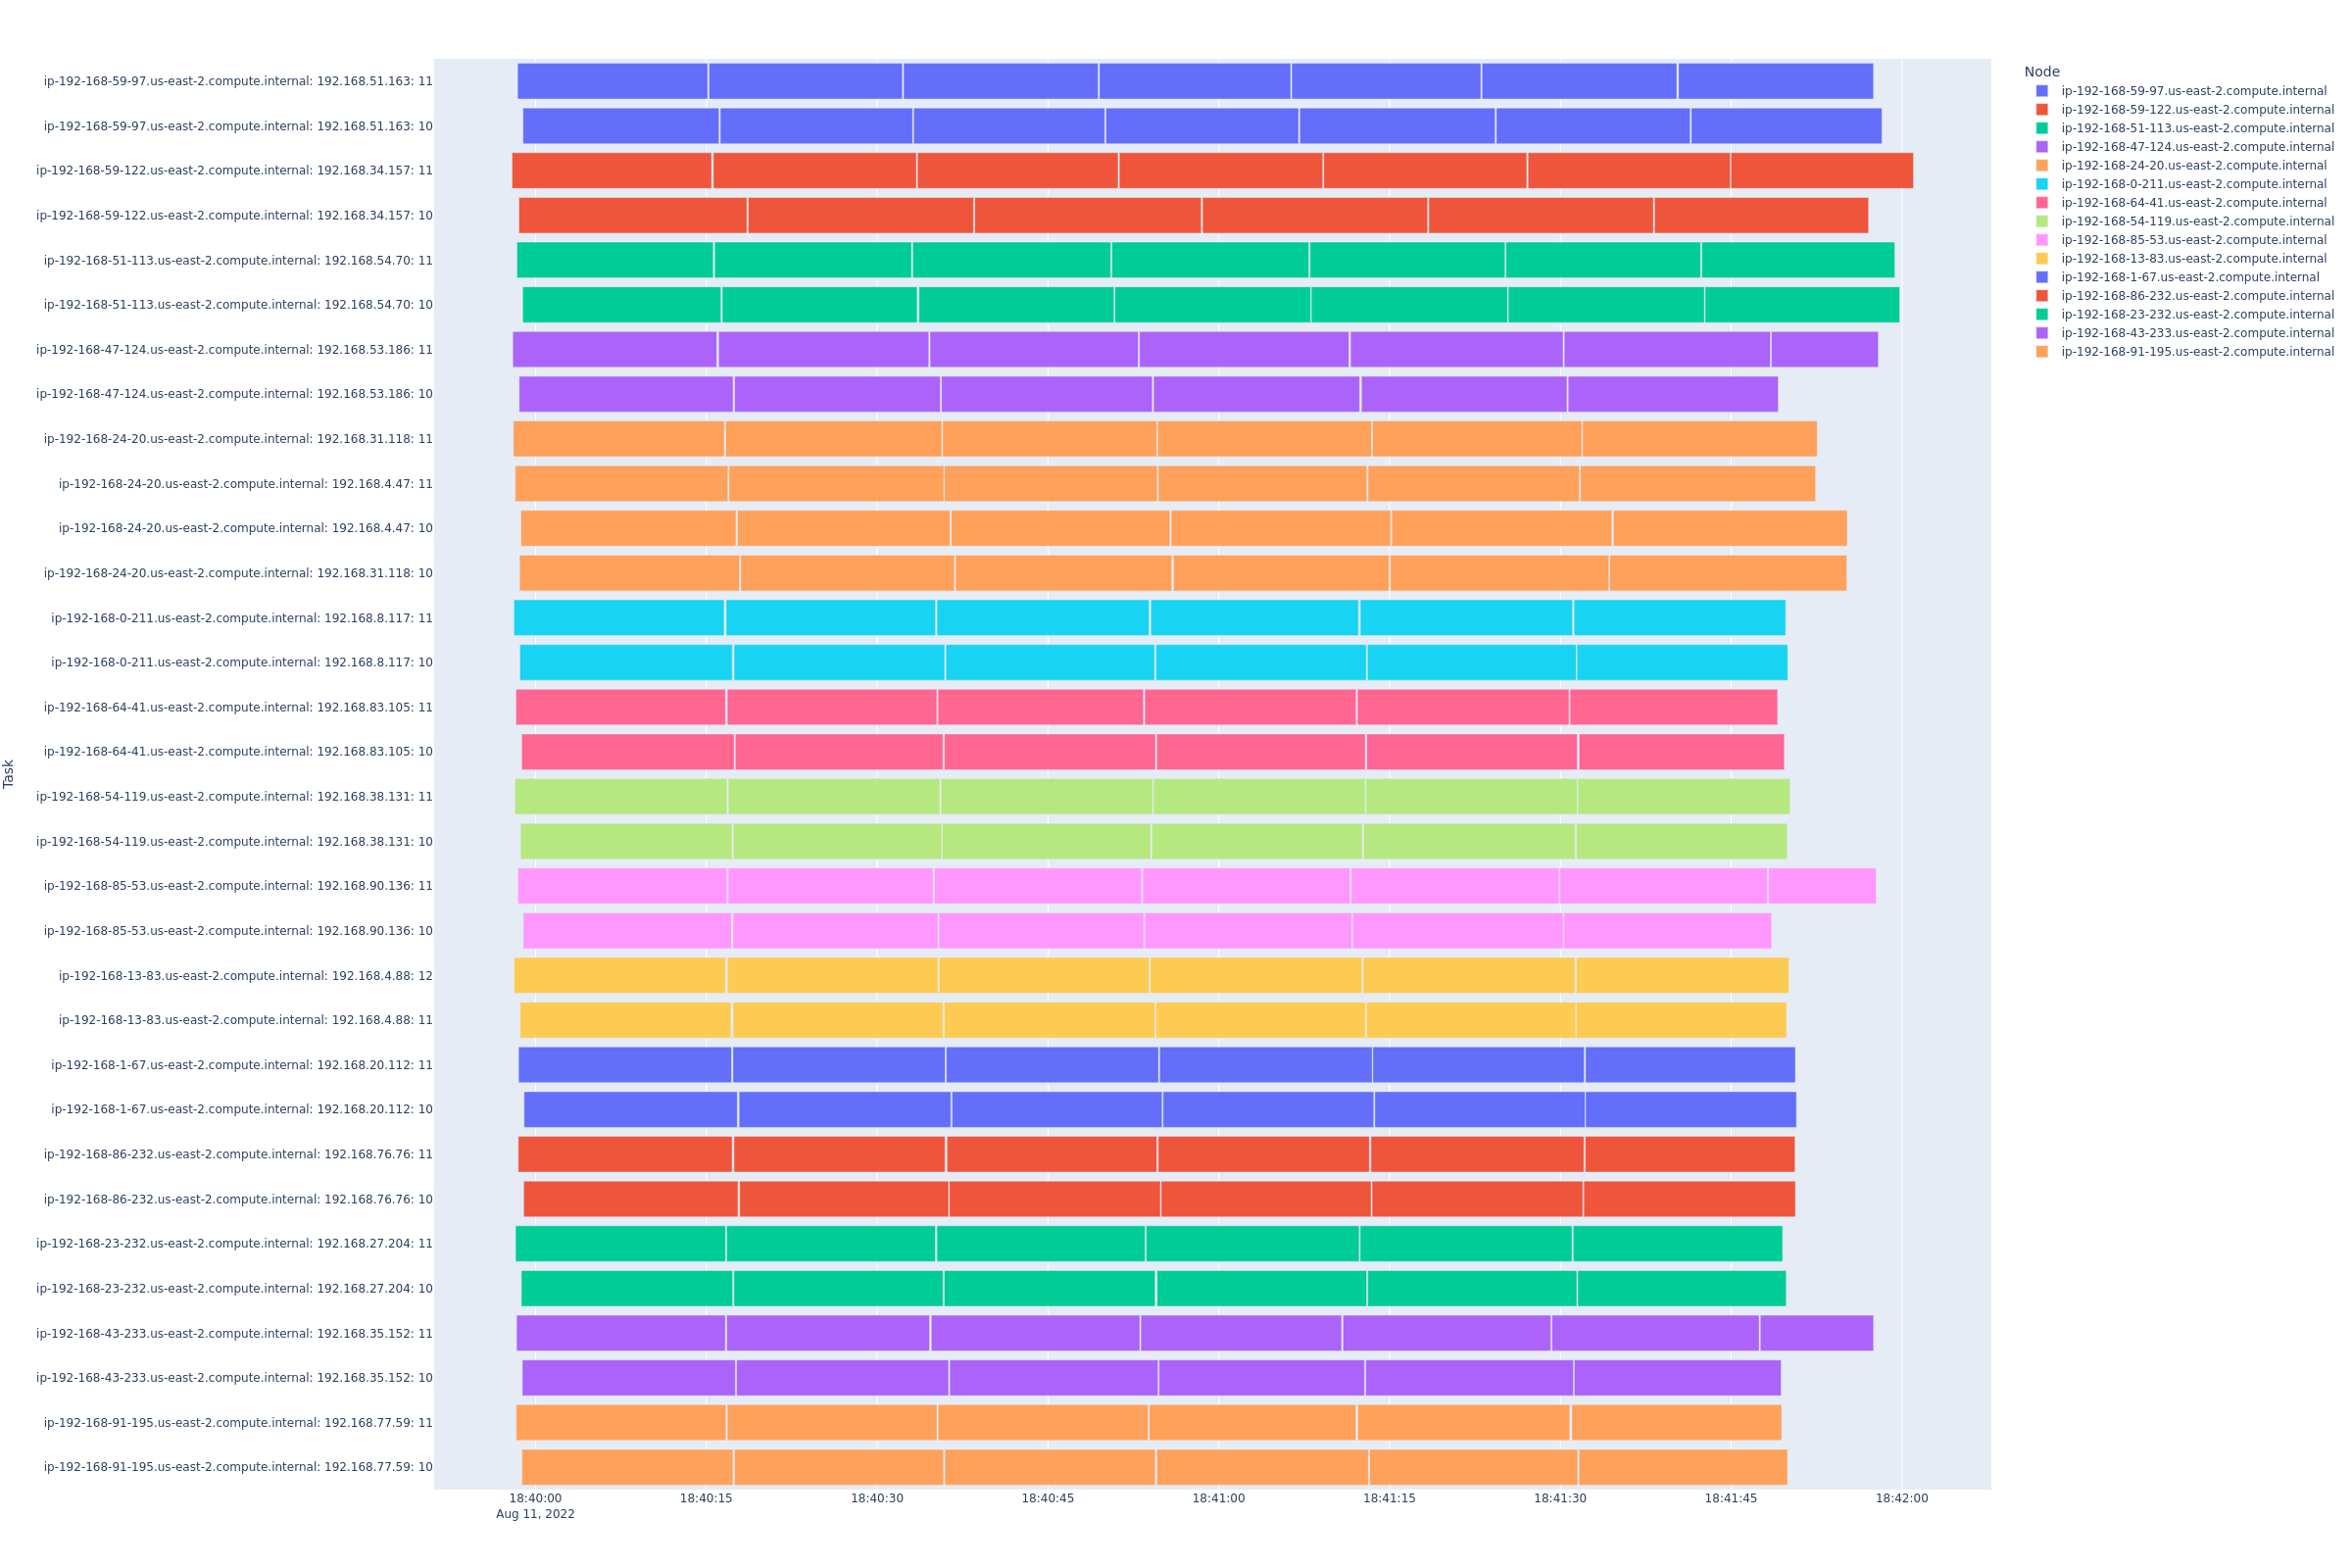 ip-192-168-59-97.us-east-2.compute.internal: 192.168.51.163: 11
ip-192-168-59-97.us-east-2.compute.internal: 192.168.51.163: 10
ip-192-168-59-122.us-east-2.compute.internal: 192.168.34.157: 11
ip-192-168-59-122.us-east-2.compute.internal: 192.168.34.157: 10
ip-192-168-51-113.us-east-2.compute.internal: 192.168.54.70: 11
ip-192-168-51-113.us-east-2.compute.internal: 192.168.54.70: 10
ip-192-168-47-124.us-east-2.compute.internal: 192.168.53.186: 11
ip-192-168-47-124.us-east-2.compute.internal: 192.168.53.186: 10
ip-192-168-24-20.us-east-2.compute.internal: 192.168.31.118: 11
ip-192-168-24-20.us-east-2.compute.internal: 192.168.4.47: 11
ip-192-168-24-20.us-east-2.compute.internal: 192.168.4.47: 10
ip-192-168-24-20.us-east-2.compute.internal: 192.168.31.118: 10
ip-192-168-0-211.us-east-2.compute.internal: 192.168.8.117: 11
ip-192-168-0-211.us-east-2.compute.internal: 192.168.8.117: 10
ip-192-168-64-41.us-east-2.compute.internal: 192.168.83.105: 11
ip-192-168-64-41.us-east-2.compute.internal: 192.168.83.105: 10
ip-192-168-54-119.us-east-2.compute.internal: 192.168.38.131: 11
ip-192-168-54-119.us-east-2.compute.internal: 192.168.38.131: 10
ip-192-168-85-53.us-east-2.compute.internal: 192.168.90.136: 11
ip-192-168-85-53.us-east-2.compute.internal: 192.168.90.136: 10
ip-192-168-13-83.us-east-2.compute.internal: 192.168.4.88: 12
ip-192-168-13-83.us-east-2.compute.internal: 192.168.4.88: 11
ip-192-168-1-67.us-east-2.compute.internal: 192.168.20.112: 11
ip-192-168-1-67.us-east-2.compute.internal: 192.168.20.112: 10
ip-192-168-86-232.us-east-2.compute.internal: 192.168.76.76: 11
ip-192-168-86-232.us-east-2.compute.internal: 192.168.76.76: 10
ip-192-168-23-232.us-east-2.compute.internal: 192.168.27.204: 11
ip-192-168-23-232.us-east-2.compute.internal: 192.168.27.204: 10
ip-192-168-43-233.us-east-2.compute.internal: 192.168.35.152: 11
ip-192-168-43-233.us-east-2.compute.internal: 192.168.35.152: 10
ip-192-168-91-195.us-east-2.compute.internal: 192.168.77.59: 11
ip-192-168-91-195.us-east-2.compute.internal: 192.168.77.59: 10
Task
18:40:00 18:40:15 18:40:30 18:40:45 18:41:00 18:41:15 18:41:30 18:41:45 18:42:00
Aug 11, 2022
Node
ip-192-168-59-97.us-east-2.compute.internal
ip-192-168-59-122.us-east-2.compute.internal
ip-192-168-51-113.us-east-2.compute.internal
ip-192-168-47-124.us-east-2.compute.internal
ip-192-168-24-20.us-east-2.compute.internal
ip-192-168-0-211.us-east-2.compute.internal
ip-192-168-64-41.us-east-2.compute.internal
ip-192-168-54-119.us-east-2.compute.internal
ip-192-168-85-53.us-east-2.compute.internal
ip-192-168-13-83.us-east-2.compute.internal
ip-192-168-1-67.us-east-2.compute.internal
ip-192-168-86-232.us-east-2.compute.internal
ip-192-168-23-232.us-east-2.compute.internal
ip-192-168-43-233.us-east-2.compute.internal
ip-192-168-91-195.us-east-2.compute.internal